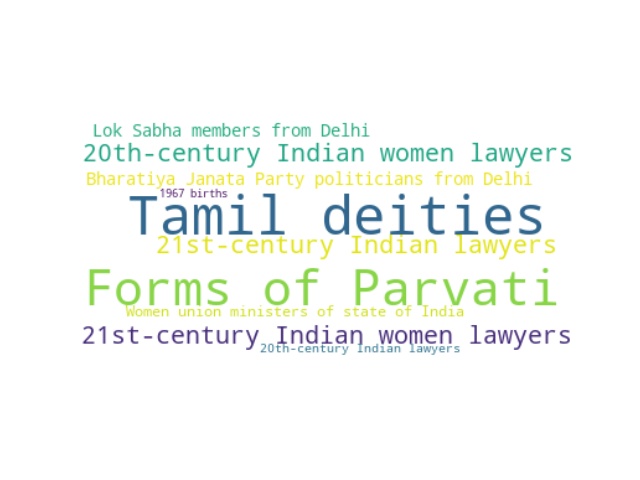 Lok Sabha members from Delhi
20th-century Indian women lawyers
Bharatiya Janata Party politicians from Delhi
1967 births
Tamil deities
21st-century Indian lawyers
Forms of Parvati
Women union ministers of state of India
21st-century Indian women lawyers
20th-century Indian lawyers